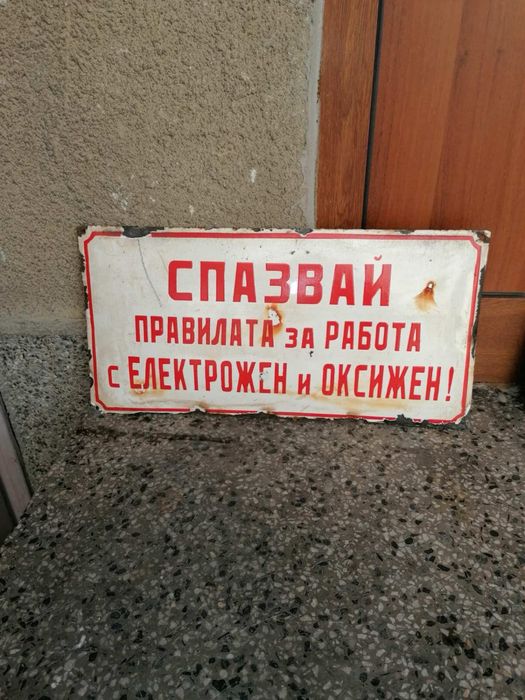 СПАЗВАЙ
ПРАВИЛАТА ЗА РАБОТА
С ЕЛЕКТРОЖЕН И ОКСИЖЕН!